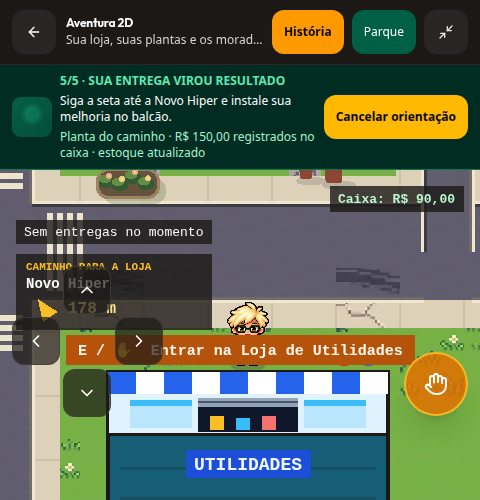 Aventura 2D
Sua loja, suas plantas e os morad...
História
Parque
5/5 · SUA ENTREGA VIROU RESULTADO
Siga a seta até a Novo Hiper e instale sua
melhoria no balcão.
Planta do caminho · R$ 150,00 registrados no
caixa · estoque atualizado
Cancelar orientação
Caixa: R$ 90,00
Sem entregas no momento
CAMINHO PARA A LOJA
Novo Hiper
178 m
E / Entrar na Loja de Utilidades
UTILIDADES